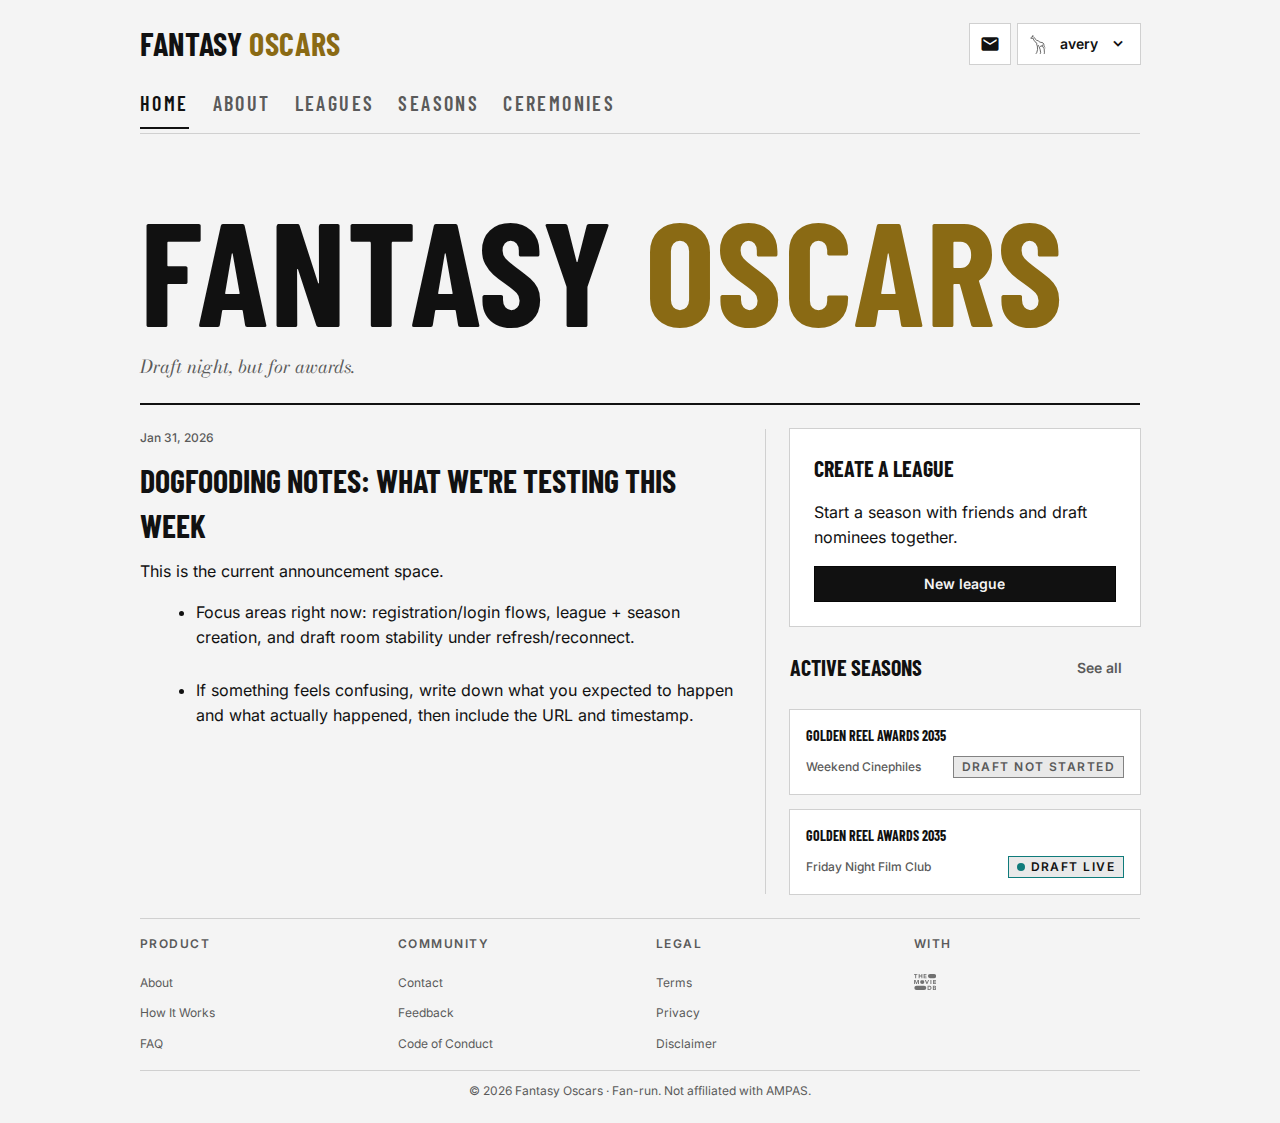 FANTASY OSCARS
avery
HOME ABOUT LEAGUES SEASONS CEREMONIES
FANTASY OSCARS
Draft night, but for awards.
Jan 31, 2026
DOGFOODING NOTES: WHAT WE'RE TESTING THIS
WEEK
This is the current announcement space.
• Focus areas right now: registration/login flows, league + season
creation, and draft room stability under refresh/reconnect.
• If something feels confusing, write down what you expected to happen
and what actually happened, then include the URL and timestamp.
CREATE A LEAGUE
Start a season with friends and draft
nominees together.
New league
ACTIVE SEASONS
See all
GOLDEN REEL AWARDS 2035
Weekend Cinephiles
DRAFT NOT STARTED
GOLDEN REEL AWARDS 2035
Friday Night Film Club
DRAFT LIVE
PRODUCT
About
How It Works
FAQ
COMMUNITY
Contact
Feedback
Code of Conduct
LEGAL
Terms
Privacy
Disclaimer
WITH
THE
MOVIE
DB
© 2026 Fantasy Oscars · Fan-run. Not affiliated with AMPAS.